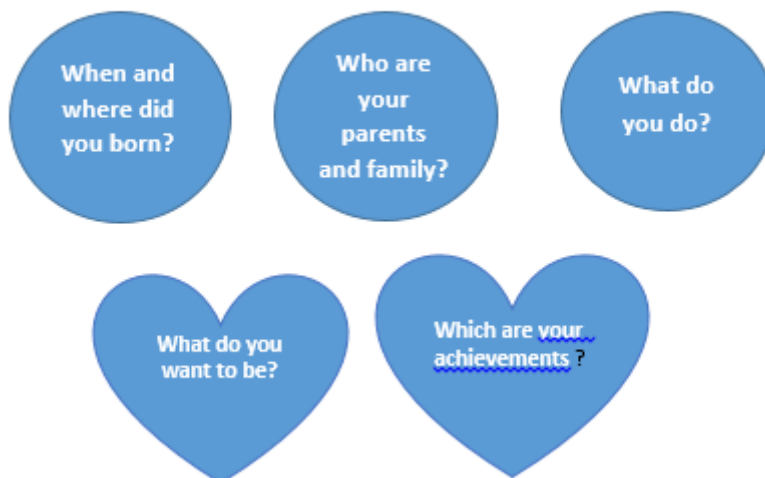 When and
where did
you born?
Who are
your
parents
and family?
What do
you do?
What do you
want to be?
Which are your
achievements ?